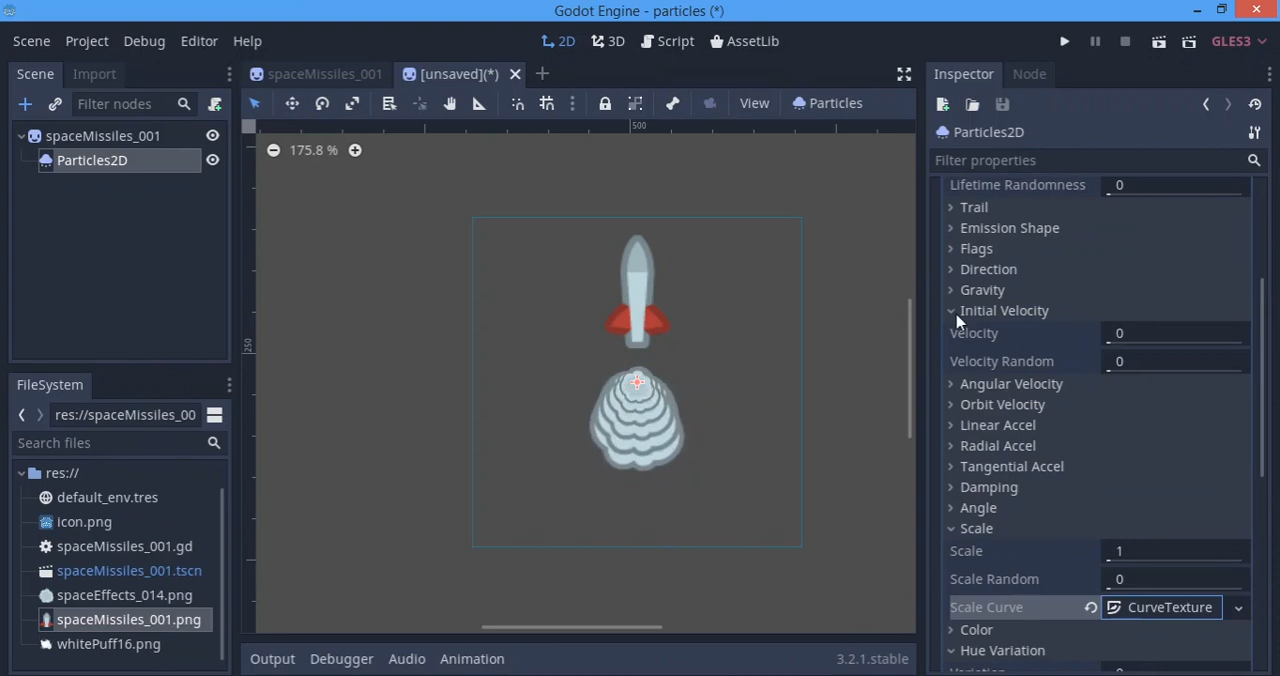 Godot Engine - particles (*)
Scene Project Debug Editor Help
2D 3D Script AssetLib
GLES3
Scene Import
spaceMissiles_001 [unsaved](*)
Inspector Node
Filter nodes
View Particles
spaceMissiles_001
Particles2D
Particles2D
Filter properties
500
175.8 %
250
Lifetime Randomness 0
Trail
Emission Shape
Flags
Direction
Gravity
Initial Velocity
Velocity 0
Velocity Random 0
Angular Velocity
Orbit Velocity
Linear Accel
Radial Accel
Tangential Accel
Damping
Angle
Scale
Scale 1
Scale Random 0
Scale Curve CurveTexture
Color
Hue Variation
Variation
FileSystem
res://spaceMissiles_00
Search files
res://
default_env.tres
icon.png
spaceMissiles_001.gd
spaceMissiles_001.tscn
spaceEffects_014.png
spaceMissiles_001.png
whitePuff16.png
Output Debugger Audio Animation
3.2.1.stable